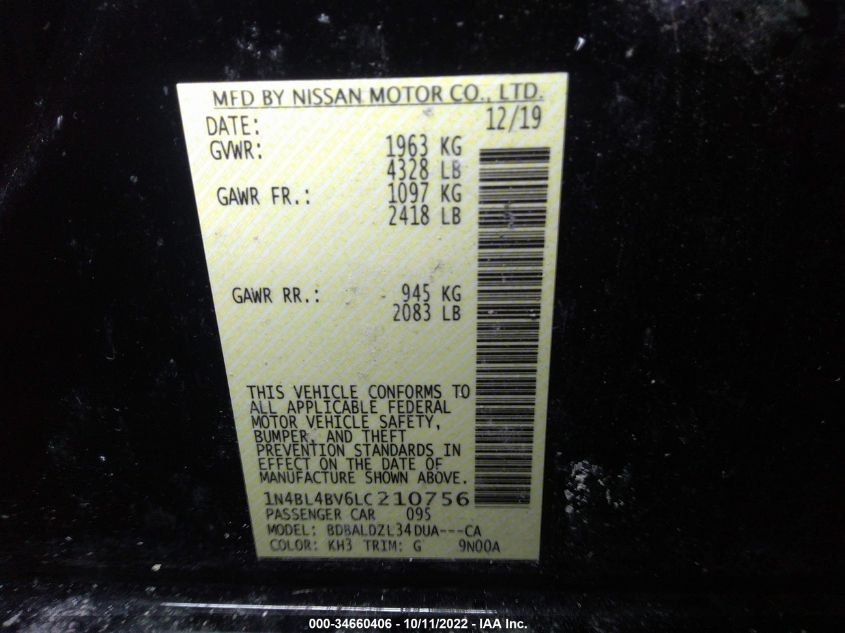 MFD BY NISSAN MOTOR CO., LTD.
DATE: 12/19
GVWR: 1963 KG
4328 LB
GAWR FR.: 1097 KG
2418 LB
GAWR RR.: 945 KG
2083 LB
THIS VEHICLE CONFORMS TO
ALL APPLICABLE FEDERAL
MOTOR VEHICLE SAFETY,
BUMPER, AND THEFT
PREVENTION STANDARDS IN
EFFECT ON THE DATE OF
MANUFACTURE SHOWN ABOVE.
1N4BL4BV6LC210756
PASSENGER CAR 095
MODEL: BDBALDZL34DUA---CA
COLOR: KH3 TRIM: G 9N00A
000-34660406 - 10/11/2022 - IAA Inc.